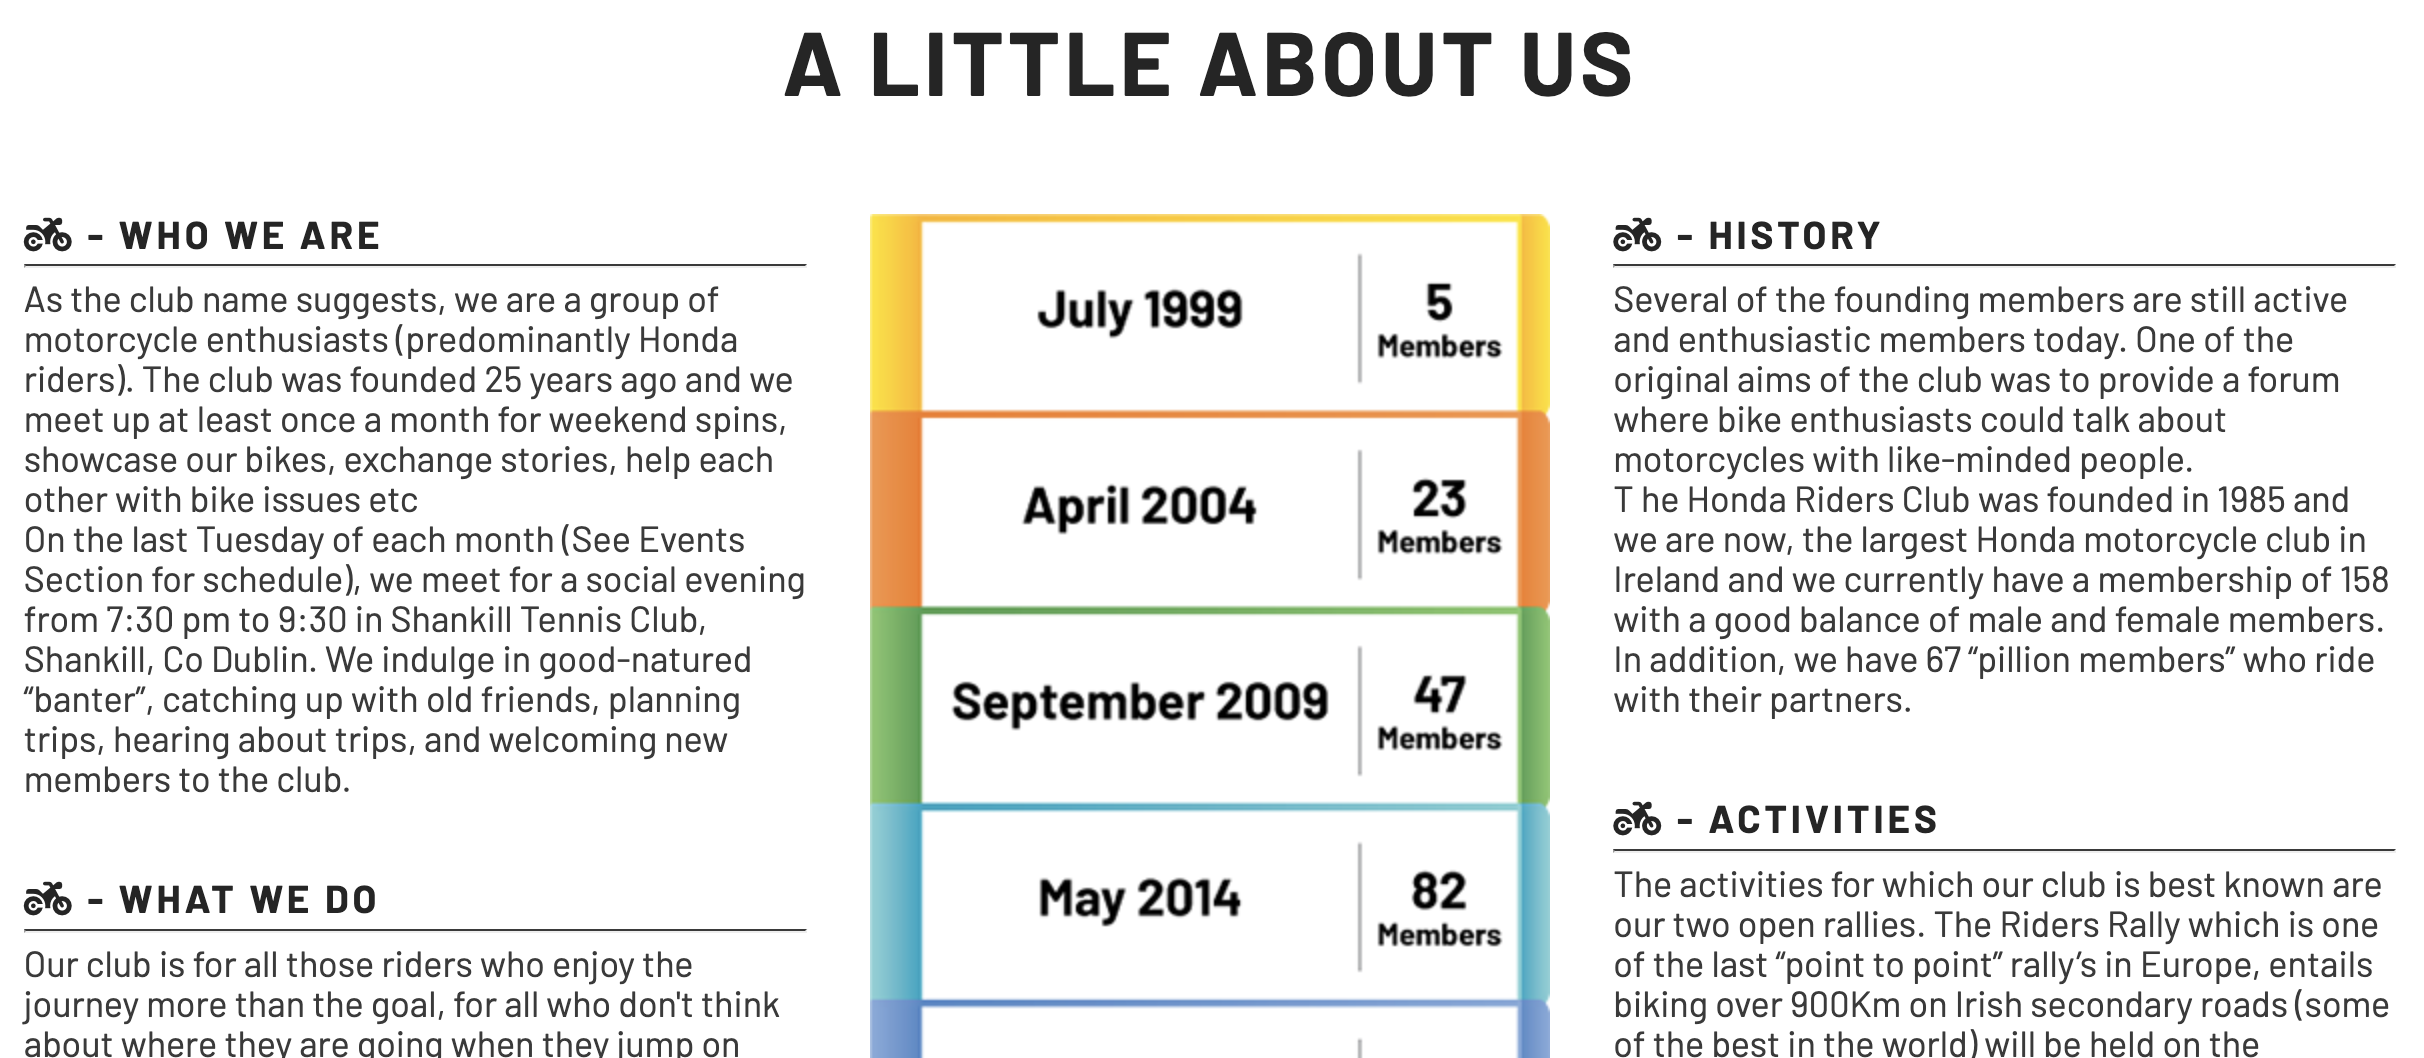 A LITTLE ABOUT US
- WHO WE ARE
As the club name suggests, we are a group of
motorcycle enthusiasts (predominantly Honda
riders). The club was founded 25 years ago and we
meet up at least once a month for weekend spins,
showcase our bikes, exchange stories, help each
other with bike issues etc
On the last Tuesday of each month (See Events
Section for schedule), we meet for a social evening
from 7:30 pm to 9:30 in Shankill Tennis Club,
Shankill, Co Dublin. We indulge in good-natured
“banter”, catching up with old friends, planning
trips, hearing about trips, and welcoming new
members to the club.
- WHAT WE DO
Our club is for all those riders who enjoy the
journey more than the goal, for all who don't think
about where they are going when they jump on
July 1999
5
Members
April 2004
23
Members
September 2009
47
Members
May 2014
82
Members
- HISTORY
Several of the founding members are still active
and enthusiastic members today. One of the
original aims of the club was to provide a forum
where bike enthusiasts could talk about
motorcycles with like-minded people.
T he Honda Riders Club was founded in 1985 and
we are now, the largest Honda motorcycle club in
Ireland and we currently have a membership of 158
with a good balance of male and female members.
In addition, we have 67 “pillion members” who ride
with their partners.
- ACTIVITIES
The activities for which our club is best known are
our two open rallies. The Riders Rally which is one
of the last “point to point” rally’s in Europe, entails
biking over 900Km on Irish secondary roads (some
of the best in the world) will be held on the